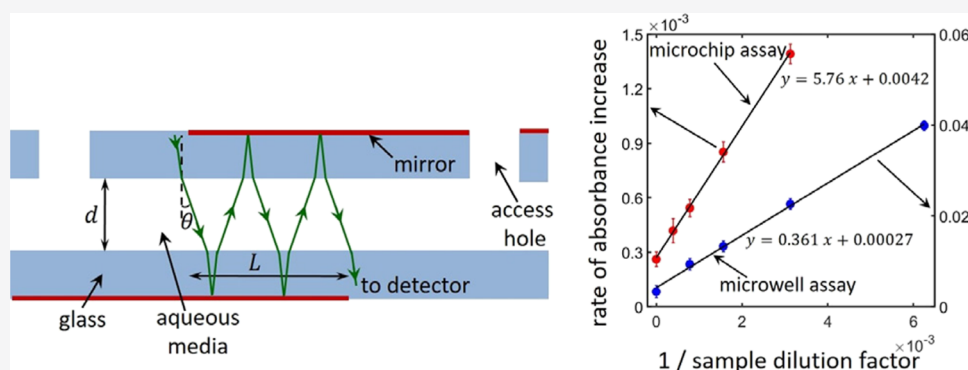 d
θ
L
mirror
access
hole
to detector
glass
aqueous
media
×10⁻³
1.5
1.2
0.9
0.6
0.3
0
rate of absorbance increase
microchip assay
y = 5.76 x + 0.0042
y = 0.361 x + 0.00027
microwell assay
0.06
0.04
0.02
0
0 2 4 6
×10⁻³
1 / sample dilution factor